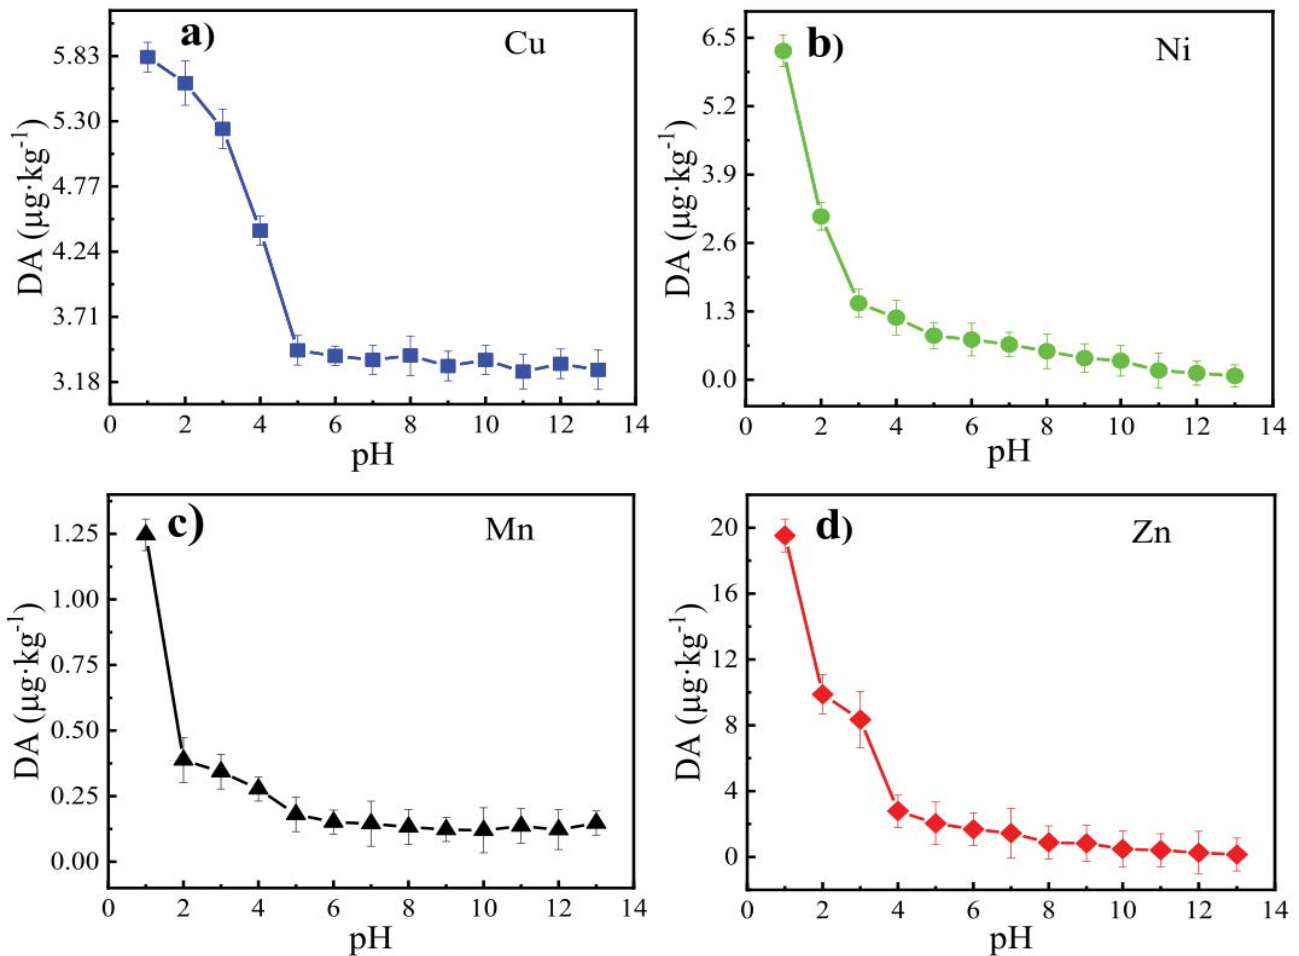 a)
Cu
DA (μg·kg⁻¹)
5.83
5.30
4.77
4.24
3.71
3.18
0 2 4 6 8 10 12 14
pH
b)
Ni
DA (μg·kg⁻¹)
6.5
5.2
3.9
2.6
1.3
0.0
0 2 4 6 8 10 12 14
pH
c)
Mn
DA (μg·kg⁻¹)
1.25
1.00
0.75
0.50
0.25
0.00
0 2 4 6 8 10 12 14
pH
d)
Zn
DA (μg·kg⁻¹)
20
16
12
8
4
0
0 2 4 6 8 10 12 14
pH